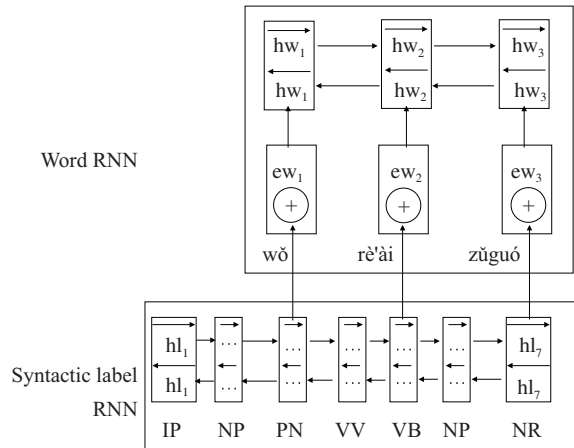 hw1 hw2 hw3
hw1 hw2 hw3
Word RNN
ew1 ew2 ew3
+ + +
wǒ rè'ài zǔguó
hl1 … … … … … hl7
Syntactic label
RNN
hl1 … … … … … hl7
IP NP PN VV VB NP NR